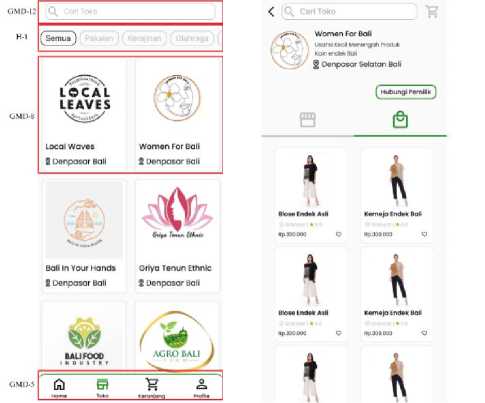 GMD-12
Cari Toko
H-1
Semua
Pakaian
Kerajinan
Olahraga
GMD-8
LOCAL
LEAVES
Local Waves
Women For Bali
Denpasar Bali
Denpasar Bali
Bali In Your Hands
Griya Tenun Ethnic
Griya Tenun Ethnic
Denpasar Bali
Denpasar Bali
BALI FOOD
INDUSTRY
AGRO BALI
GMD-5
Home
Toko
Keranjang
Profile
Cari Toko
Women For Bali
Usaha Kecil Menengah Produk
Kain endek Bali
Denpasar Selatan Bali
Hubungi Pemilik
Blose Endek Asli
Kemeja Endek Bali
Rp.300.000
Rp.300.000
Blose Endek Asli
Kemeja Endek Bali
Rp.300.000
Rp.300.000